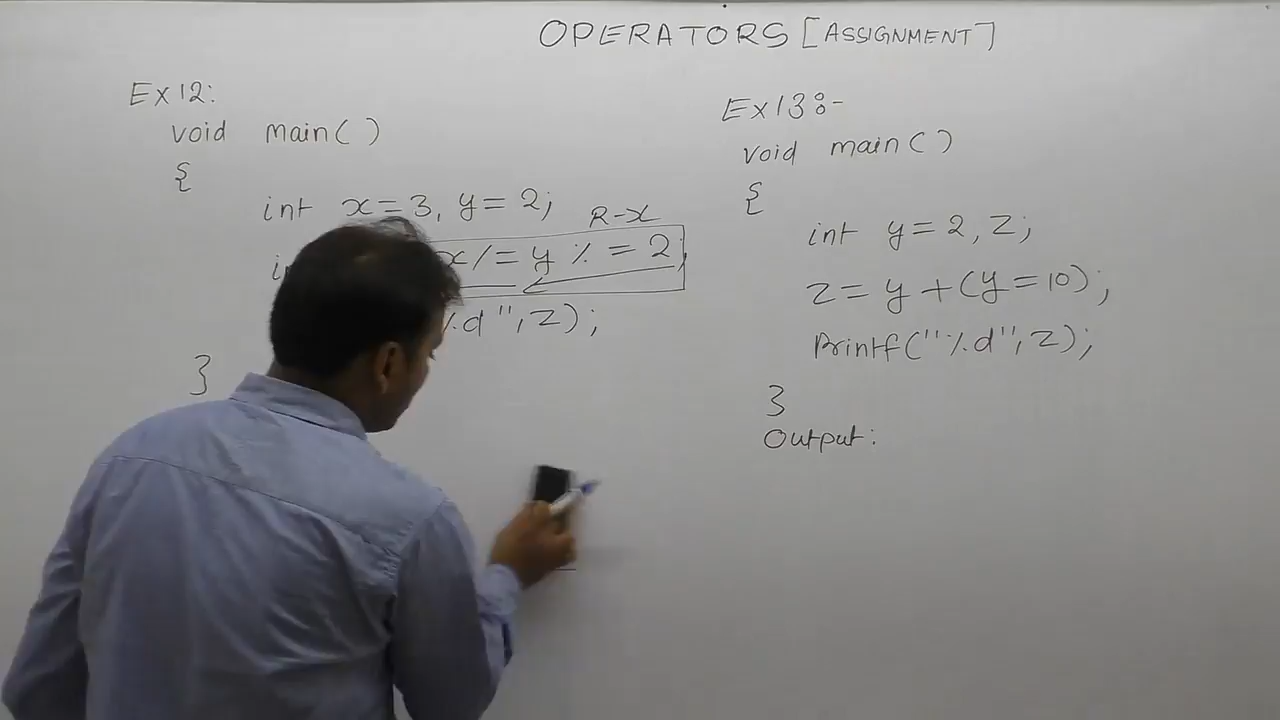 OPERATORS [ASSIGNMENT]
Ex12:
void main( )
{
int x=3, y=2;
R-x
x/= y % = 2;
%d", z);
}
Ex13:-
void main( )
{
int y=2, z;
z= y +(y=10);
Printf("%d", z);
}
Output: